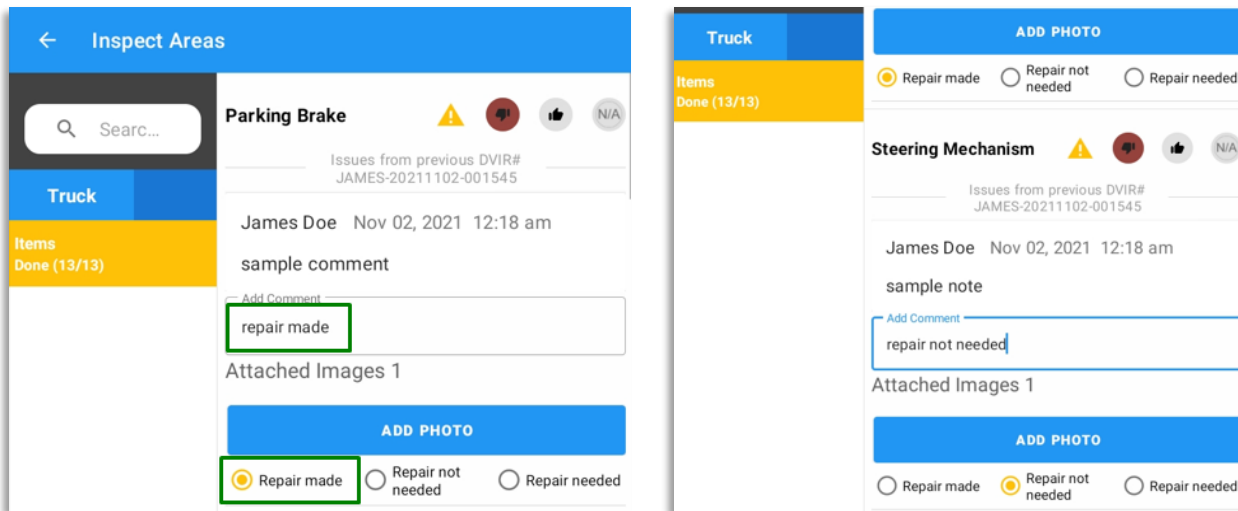 Inspect Areas
Searc...
Truck
Items
Done (13/13)
Parking Brake
N/A
Issues from previous DVIR#
JAMES-20211102-001545
James Doe Nov 02, 2021 12:18 am
sample comment
Add Comment
repair made
Attached Images 1
ADD PHOTO
Repair made
Repair not
needed
Repair needed
Truck
Items
Done (13/13)
ADD PHOTO
Repair made
Repair not
needed
Repair needed
Steering Mechanism
N/A
Issues from previous DVIR#
JAMES-20211102-001545
James Doe Nov 02, 2021 12:18 am
sample note
Add Comment
repair not needed
Attached Images 1
ADD PHOTO
Repair made
Repair not
needed
Repair needed